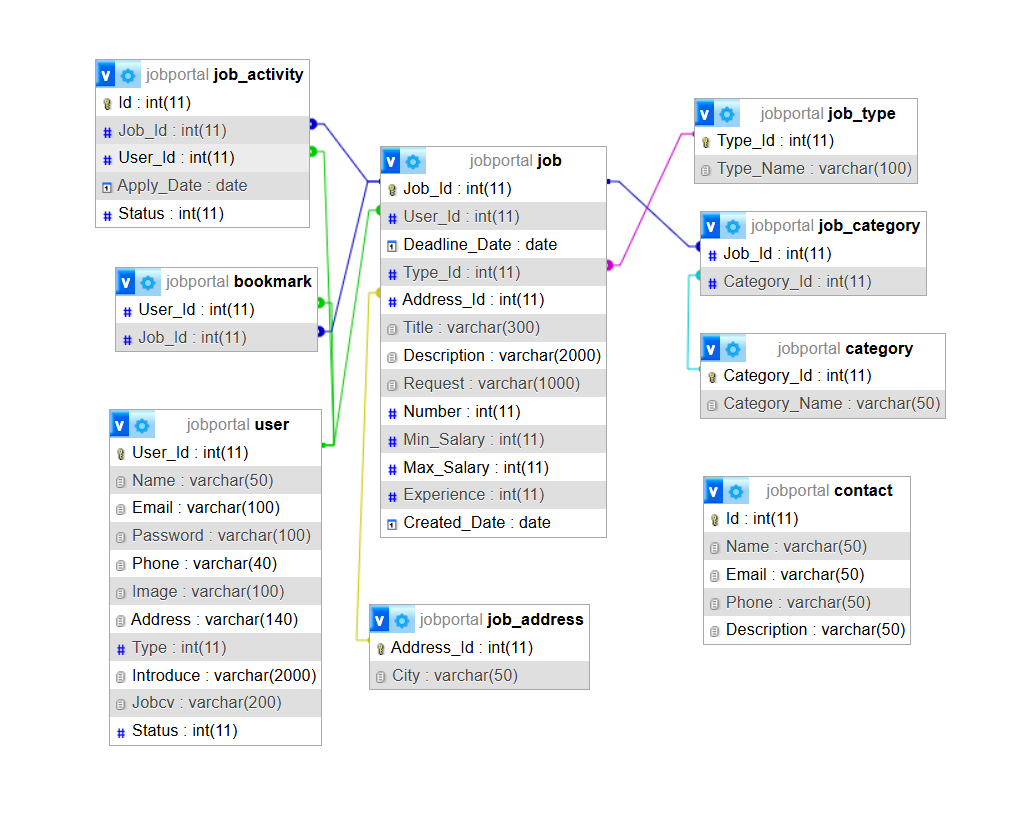 jobportal job_activity
Id : int(11)
Job_Id : int(11)
User_Id : int(11)
Apply_Date : date
Status : int(11)
jobportal bookmark
User_Id : int(11)
Job_Id : int(11)
jobportal user
User_Id : int(11)
Name : varchar(50)
Email : varchar(100)
Password : varchar(100)
Phone : varchar(40)
Image : varchar(100)
Address : varchar(140)
Type : int(11)
Introduce : varchar(2000)
Jobcv : varchar(200)
Status : int(11)
jobportal job
Job_Id : int(11)
User_Id : int(11)
Deadline_Date : date
Type_Id : int(11)
Address_Id : int(11)
Title : varchar(300)
Description : varchar(2000)
Request : varchar(1000)
Number : int(11)
Min_Salary : int(11)
Max_Salary : int(11)
Experience : int(11)
Created_Date : date
jobportal job_address
Address_Id : int(11)
City : varchar(50)
jobportal job_type
Type_Id : int(11)
Type_Name : varchar(100)
jobportal job_category
Job_Id : int(11)
Category_Id : int(11)
jobportal category
Category_Id : int(11)
Category_Name : varchar(50)
jobportal contact
Id : int(11)
Name : varchar(50)
Email : varchar(50)
Phone : varchar(50)
Description : varchar(50)